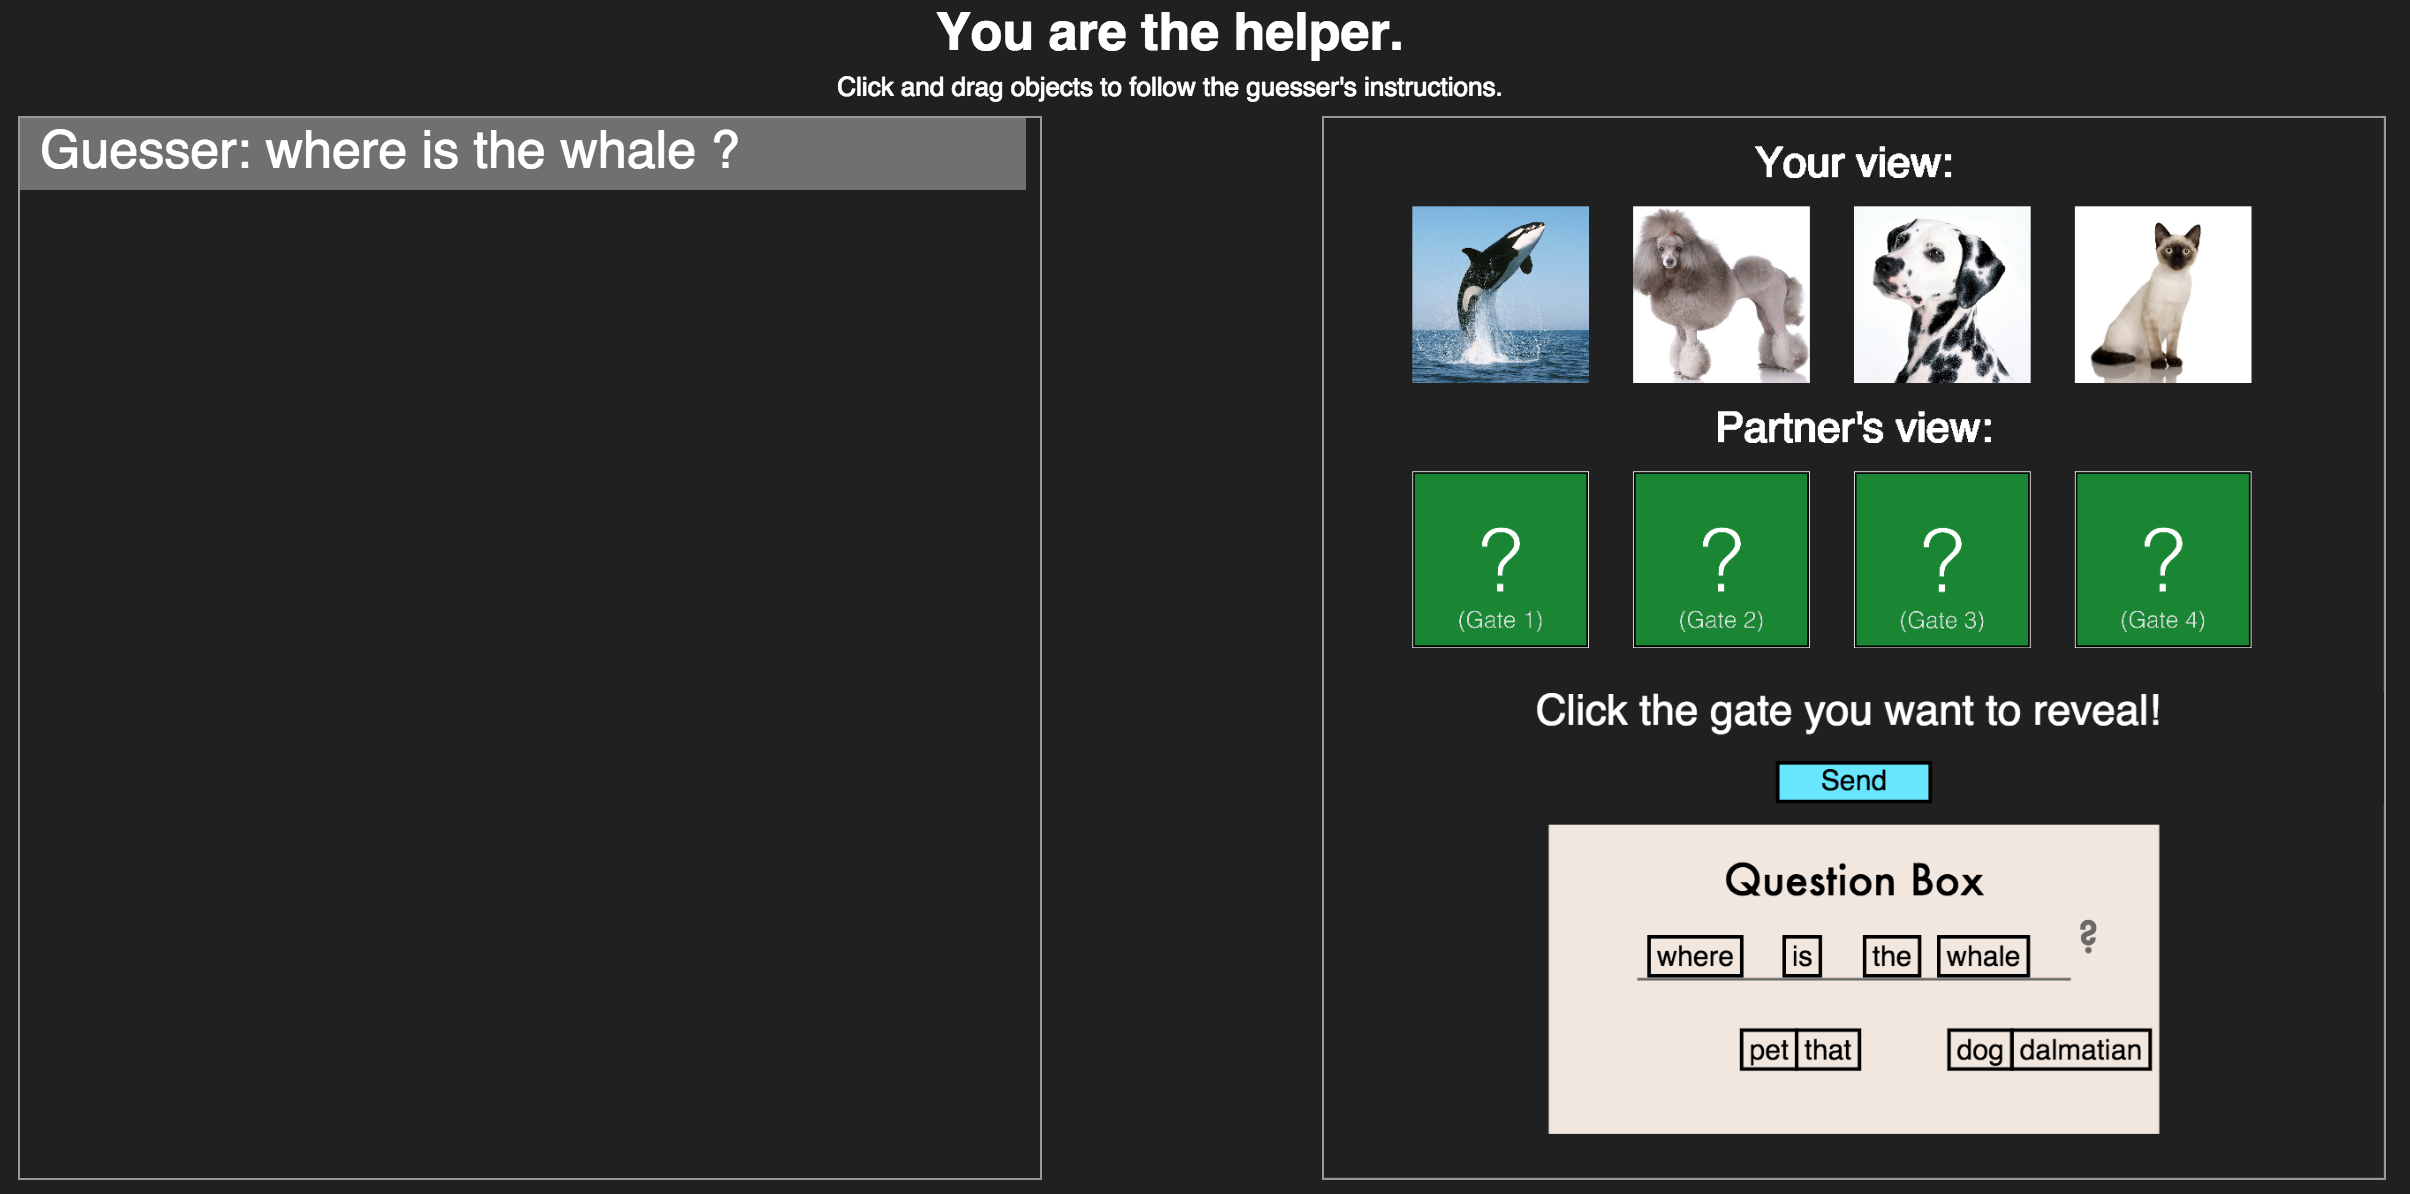 You are the helper.
Click and drag objects to follow the guesser's instructions.
Guesser: where is the whale ?
Your view:
Partner's view:
? ? ? ?
(Gate 1) (Gate 2) (Gate 3) (Gate 4)
Click the gate you want to reveal!
Send
Question Box
where is the whale ?
pet that dog dalmatian